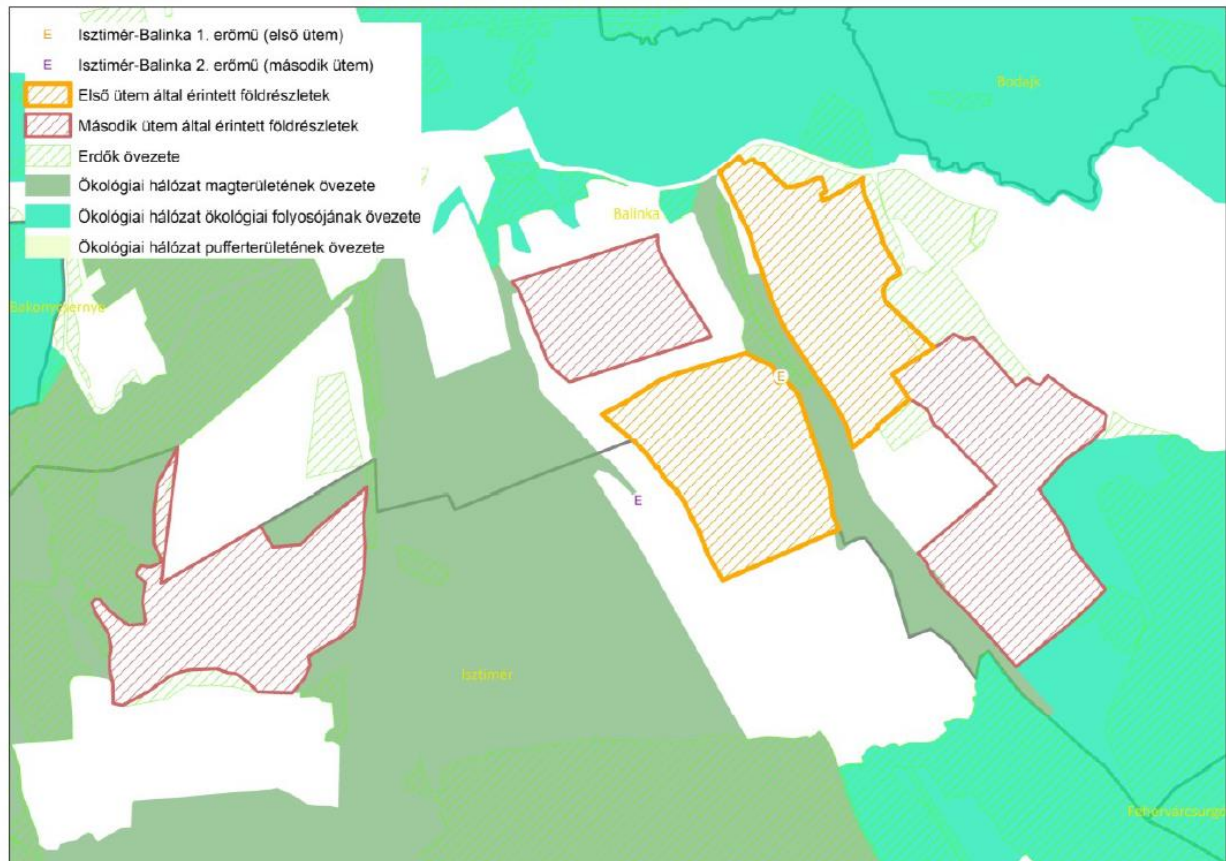 E Isztimér-Balinka 1. erőmű (első ütem)
E Isztimér-Balinka 2. erőmű (második ütem)
Első ütem által érintett földrészletek
Második ütem által érintett földrészletek
Erdők övezete
Ökológiai hálózat magterületének övezete
Ökológiai hálózat ökológiai folyosójának övezete
Ökológiai hálózat pufferterületének övezete
Bodajk
Balinka
Bakonycsernye
E
E
Isztimér
Fehérvárcsurgó